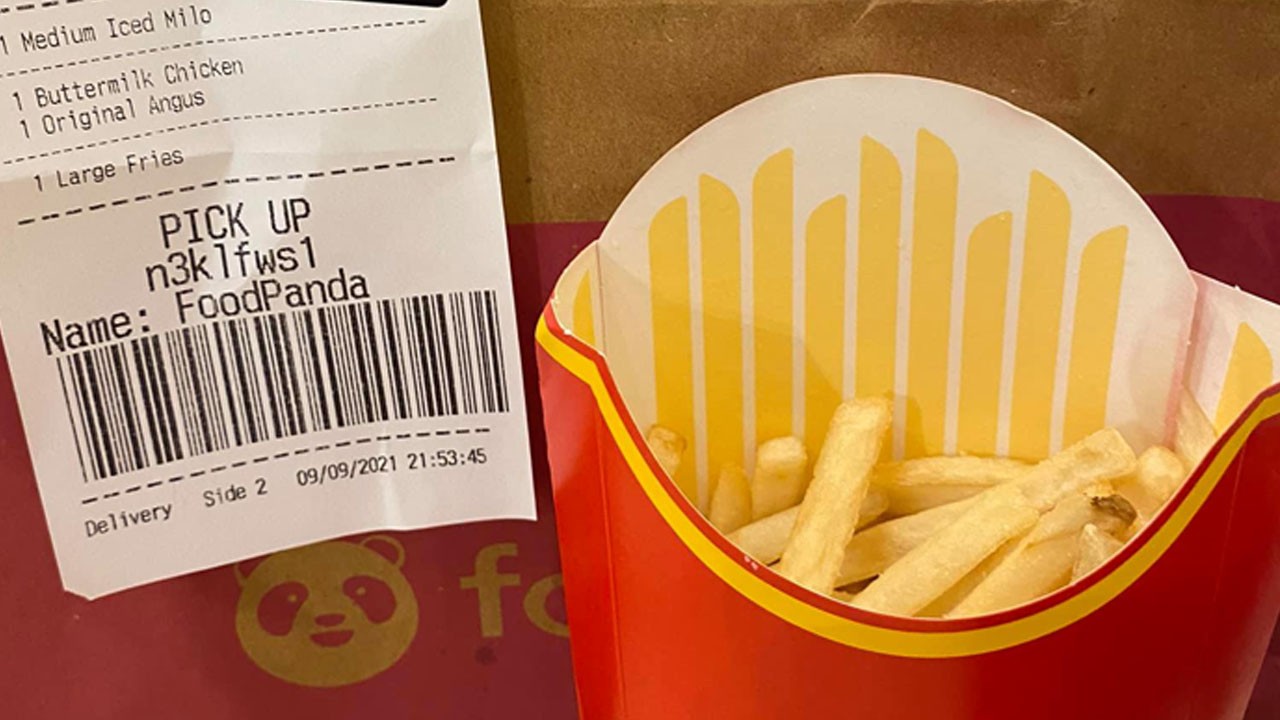 1 Medium Iced Milo
1 Buttermilk Chicken
1 Original Angus
1 Large Fries
PICK UP
n3klfws1
Name: FoodPanda
Delivery Side 2 09/09/2021 21:53:45
fo